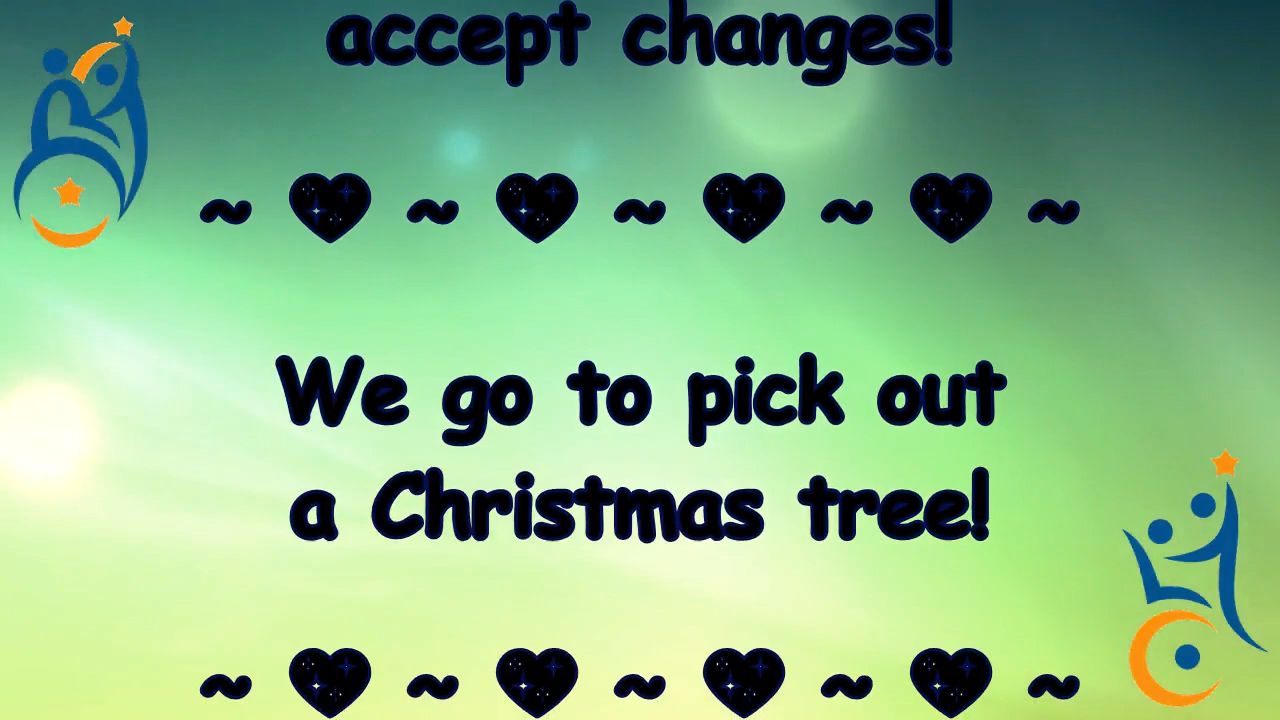 accept changes!
~ 🖤 ~ 🖤 ~ 🖤 ~ 🖤 ~
We go to pick out
a Christmas tree!
~ 🖤 ~ 🖤 ~ 🖤 ~ 🖤 ~